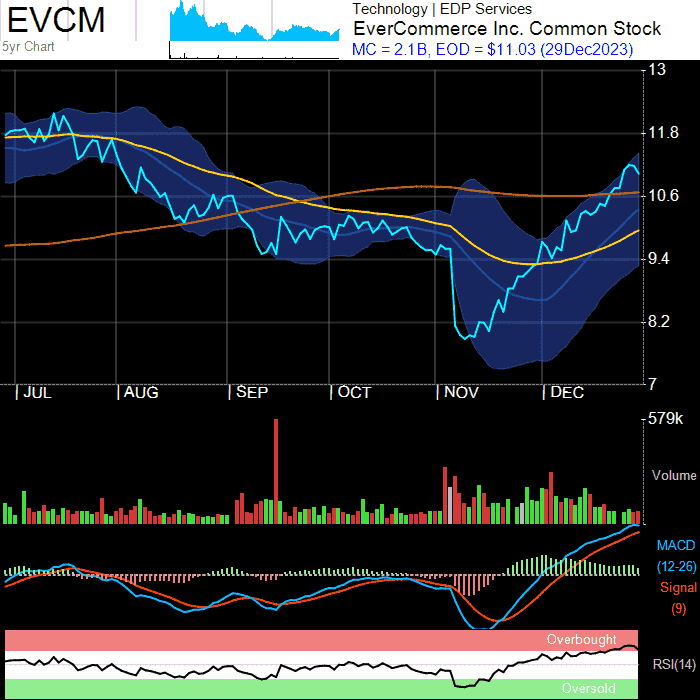 EVCM
5yr Chart
Technology | EDP Services
EverCommerce Inc. Common Stock
MC = 2.1B, EOD = $11.03 (29Dec2023)
13
11.8
10.6
9.4
8.2
7
JUL AUG SEP OCT NOV DEC
579k
Volume
MACD
(12-26)
Signal
(9)
Overbought
RSI(14)
Oversold